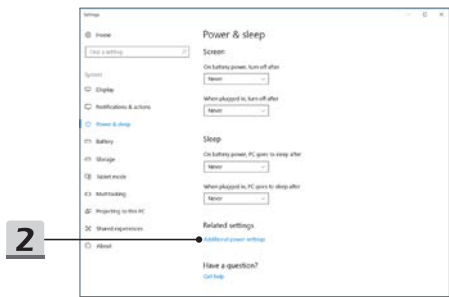 Settings
Home
Find a setting
System
Display
Notifications & actions
Power & sleep
Battery
Storage
Tablet mode
Multitasking
Projecting to this PC
Shared experiences
About
Power & sleep
Screen
On battery power, turn off after
Never
When plugged in, turn off after
Never
Sleep
On battery power, PC goes to sleep after
Never
When plugged in, PC goes to sleep after
Never
Related settings
Additional power settings
Have a question?
Get help
2